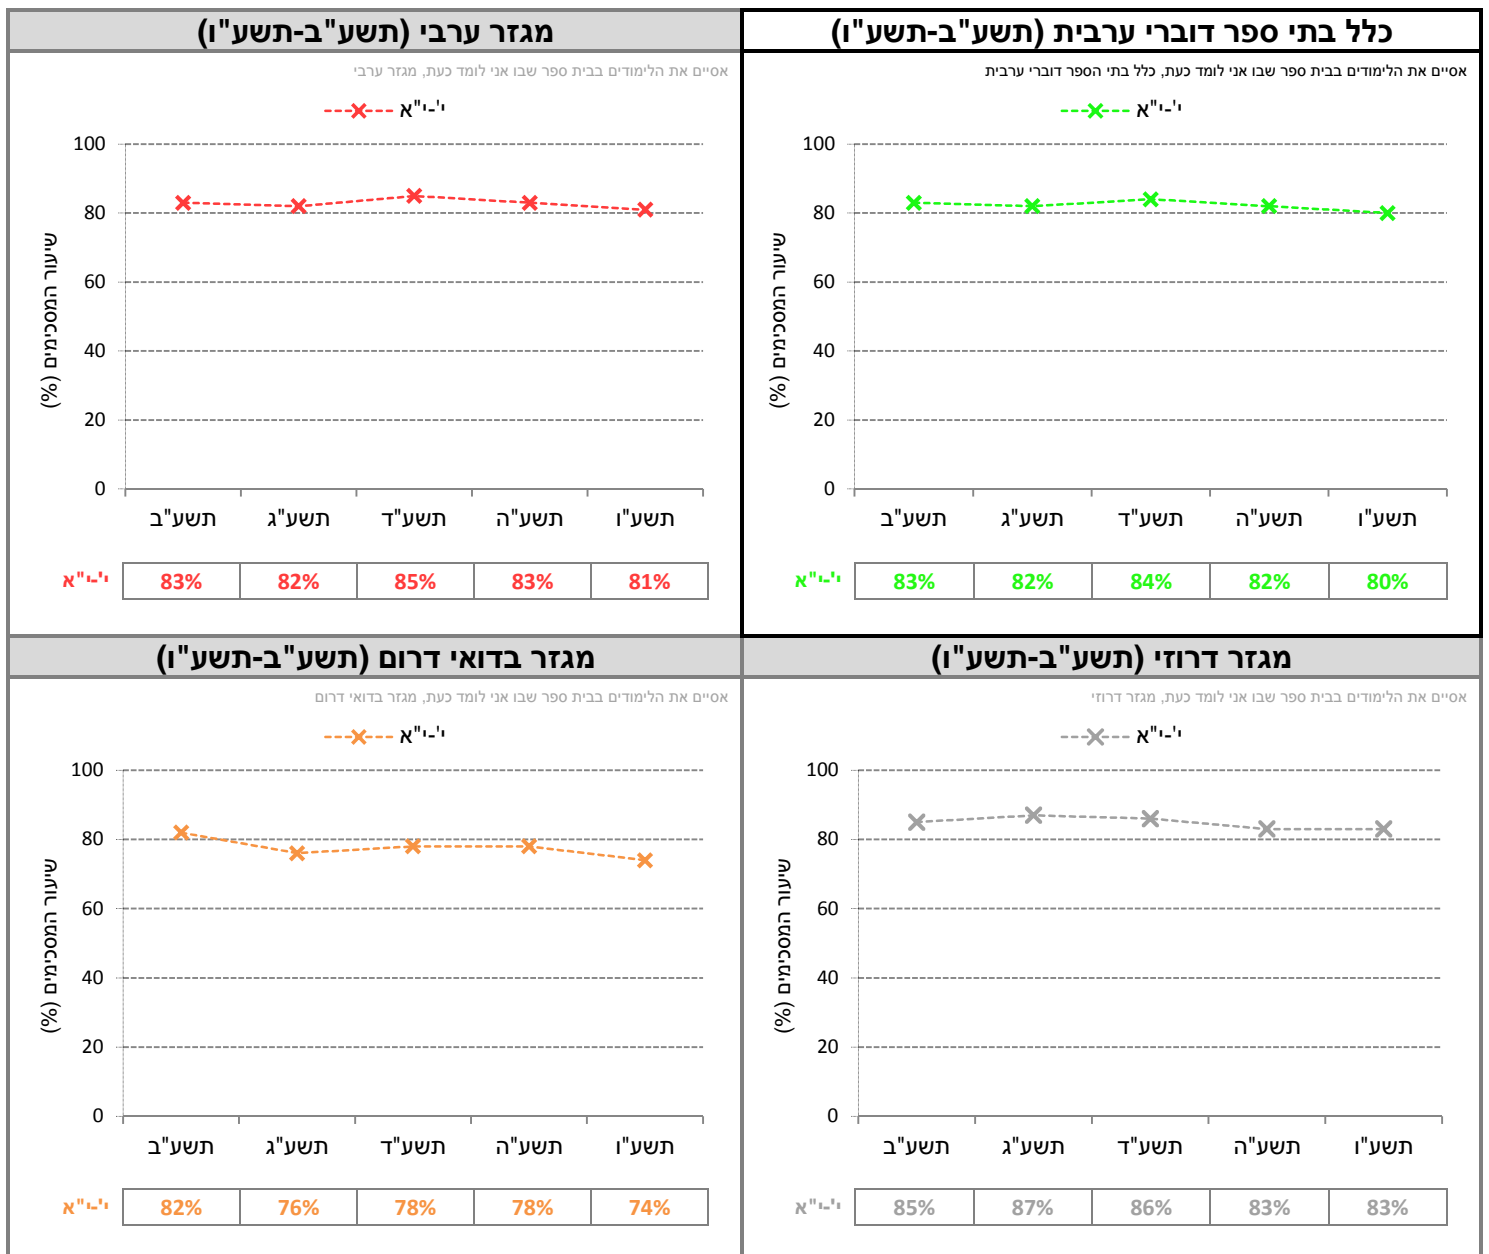 כלל בתי ספר דוברי ערבית (תשע"ב-תשע"ו)
אסיים את הלימודים בבית ספר שבו אני לומד כעת, כלל בתי הספר דוברי ערבית
י'-י"א
100
80
60
40
20
0
שיעור המסכימים (%)
תשע"ב תשע"ג תשע"ד תשע"ה תשע"ו
י'-י"א 83% 82% 84% 82% 80%
מגזר ערבי (תשע"ב-תשע"ו)
אסיים את הלימודים בבית ספר שבו אני לומד כעת, מגזר ערבי
י'-י"א
100
80
60
40
20
0
שיעור המסכימים (%)
תשע"ב תשע"ג תשע"ד תשע"ה תשע"ו
י'-י"א 83% 82% 85% 83% 81%
מגזר דרוזי (תשע"ב-תשע"ו)
אסיים את הלימודים בבית ספר שבו אני לומד כעת, מגזר דרוזי
י'-י"א
100
80
60
40
20
0
שיעור המסכימים (%)
תשע"ב תשע"ג תשע"ד תשע"ה תשע"ו
י'-י"א 85% 87% 86% 83% 83%
מגזר בדואי דרום (תשע"ב-תשע"ו)
אסיים את הלימודים בבית ספר שבו אני לומד כעת, מגזר בדואי דרום
י'-י"א
100
80
60
40
20
0
שיעור המסכימים (%)
תשע"ב תשע"ג תשע"ד תשע"ה תשע"ו
י'-י"א 82% 76% 78% 78% 74%